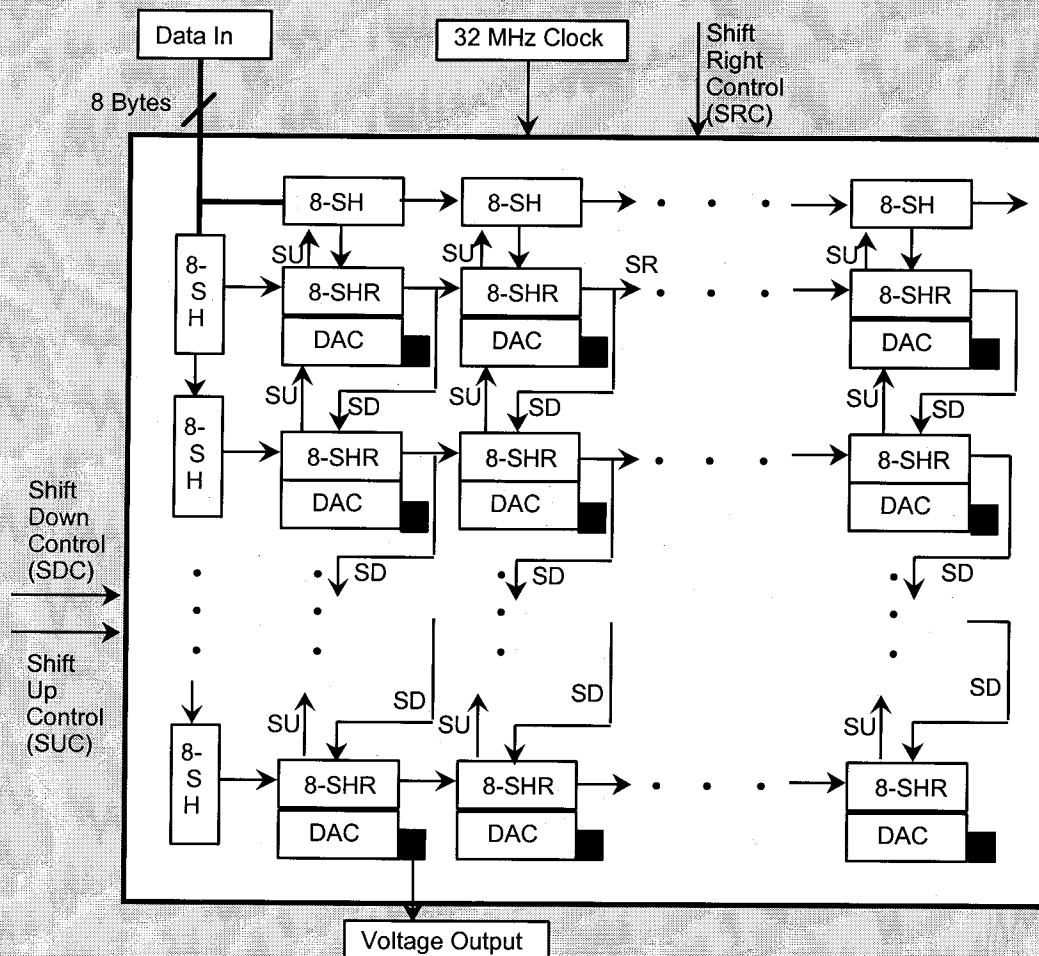 Data In
32 MHz Clock
Shift
Right
Control
(SRC)
8 Bytes
8-SH
8-SH
8-SH
8-
S
H
SU
SU
SU
8-SHR
8-SHR
SR
8-SHR
DAC
DAC
DAC
SU
SD
SU
SD
SU
SD
8-
S
H
8-SHR
8-SHR
8-SHR
DAC
DAC
DAC
Shift
Down
Control
(SDC)
SD
SD
SD
Shift
Up
Control
(SUC)
SU
SD
SU
SD
SU
SD
8-
S
H
8-SHR
8-SHR
8-SHR
DAC
DAC
DAC
Voltage Output